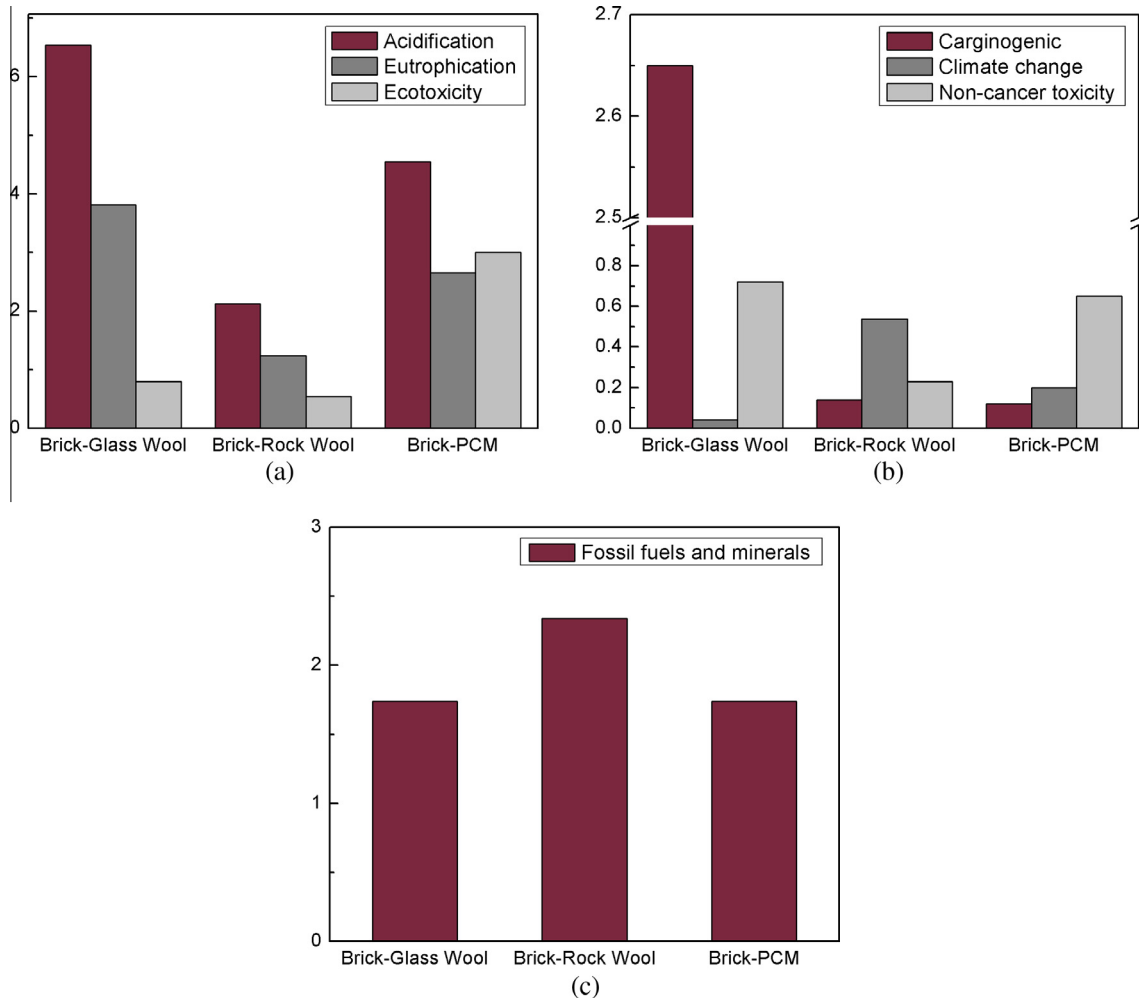 6
4
2
0
Acidification
Eutrophication
Ecotoxicity
Brick-Glass Wool Brick-Rock Wool Brick-PCM
(a)
2.7
2.6
2.5
0.8
0.6
0.4
0.2
0.0
Carginogenic
Climate change
Non-cancer toxicity
Brick-Glass Wool Brick-Rock Wool Brick-PCM
(b)
3
2
1
0
Fossil fuels and minerals
Brick-Glass Wool Brick-Rock Wool Brick-PCM
(c)